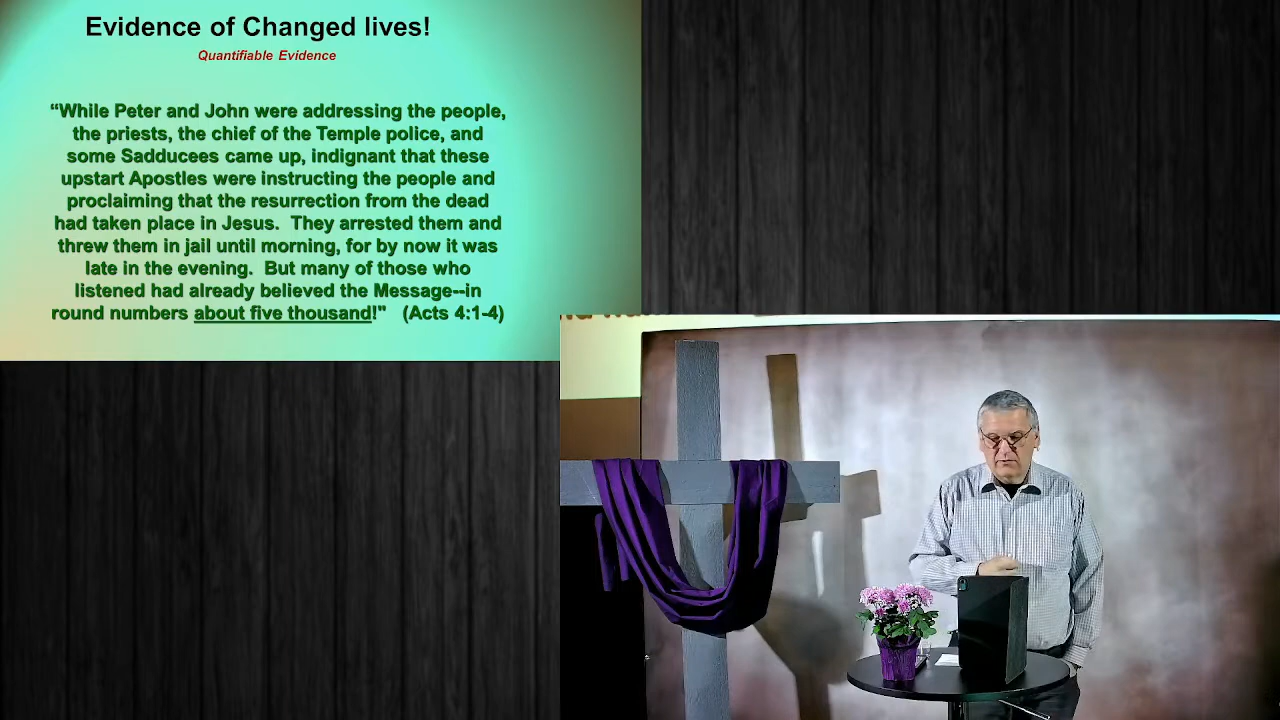 Evidence of Changed lives!
Quantifiable Evidence
“While Peter and John were addressing the people,
the priests, the chief of the Temple police, and
some Sadducees came up, indignant that these
upstart Apostles were instructing the people and
proclaiming that the resurrection from the dead
had taken place in Jesus.  They arrested them and
threw them in jail until morning, for by now it was
late in the evening.  But many of those who
listened had already believed the Message--in
round numbers about five thousand!"   (Acts 4:1-4)